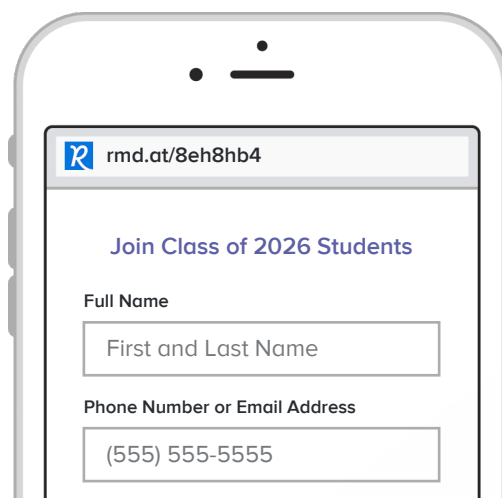 rmd.at/8eh8hb4
Join Class of 2026 Students
Full Name
First and Last Name
Phone Number or Email Address
(555) 555-5555